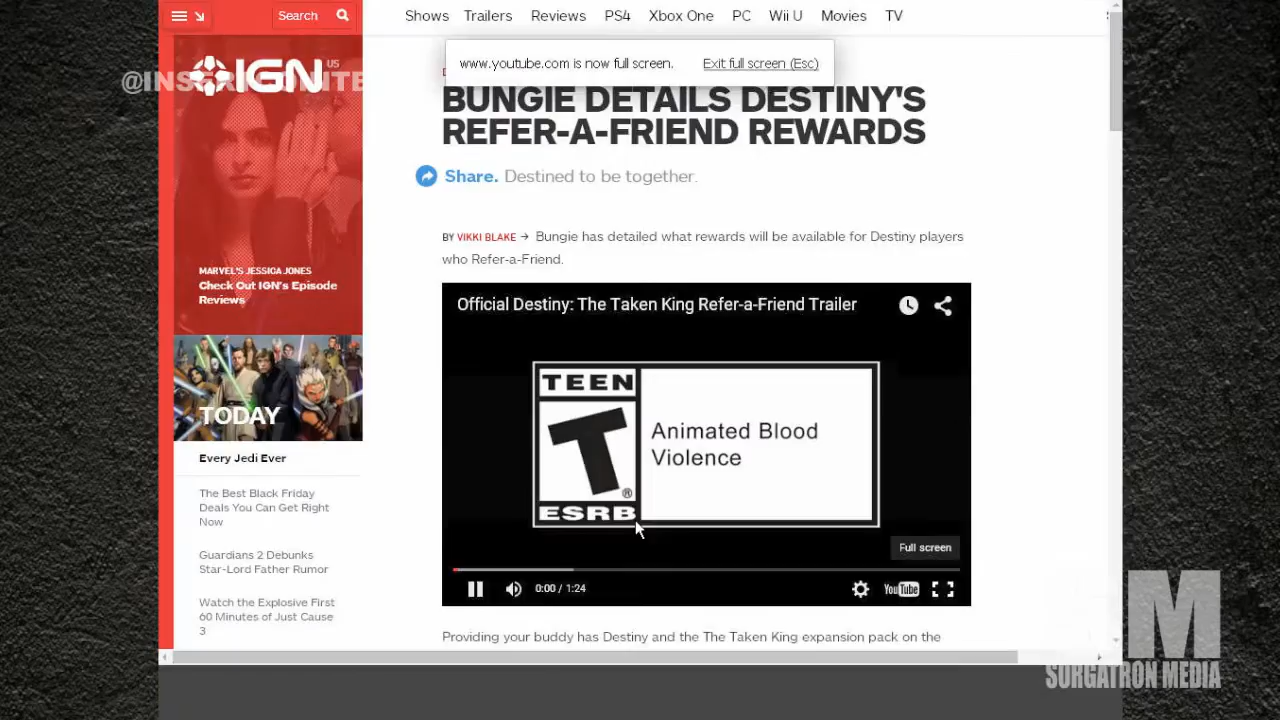 Search
Shows Trailers Reviews PS4 Xbox One PC Wii U Movies TV
IGN US
www.youtube.com is now full screen. Exit full screen (Esc)
BUNGIE DETAILS DESTINY'S
REFER-A-FRIEND REWARDS
Share. Destined to be together.
BY VIKKI BLAKE → Bungie has detailed what rewards will be available for Destiny players
who Refer-a-Friend.
MARVEL'S JESSICA JONES
Check Out IGN's Episode
Reviews
Official Destiny: The Taken King Refer-a-Friend Trailer
TEEN
T
ESRB
Animated Blood
Violence
Full screen
0:00 / 1:24
YouTube
TODAY
Every Jedi Ever
The Best Black Friday
Deals You Can Get Right
Now
Guardians 2 Debunks
Star-Lord Father Rumor
Watch the Explosive First
60 Minutes of Just Cause
3
Providing your buddy has Destiny and the The Taken King expansion pack on the
SURGATRON MEDIA